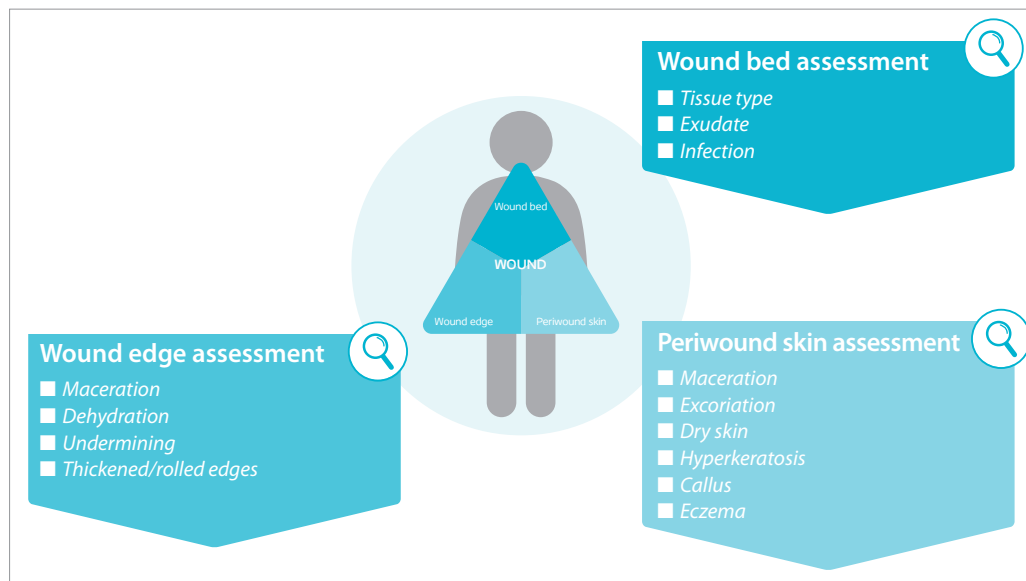 Wound bed assessment
Tissue type
Exudate
Infection
Wound bed
WOUND
Wound edge
Periwound skin
Wound edge assessment
Maceration
Dehydration
Undermining
Thickened/rolled edges
Periwound skin assessment
Maceration
Excoriation
Dry skin
Hyperkeratosis
Callus
Eczema